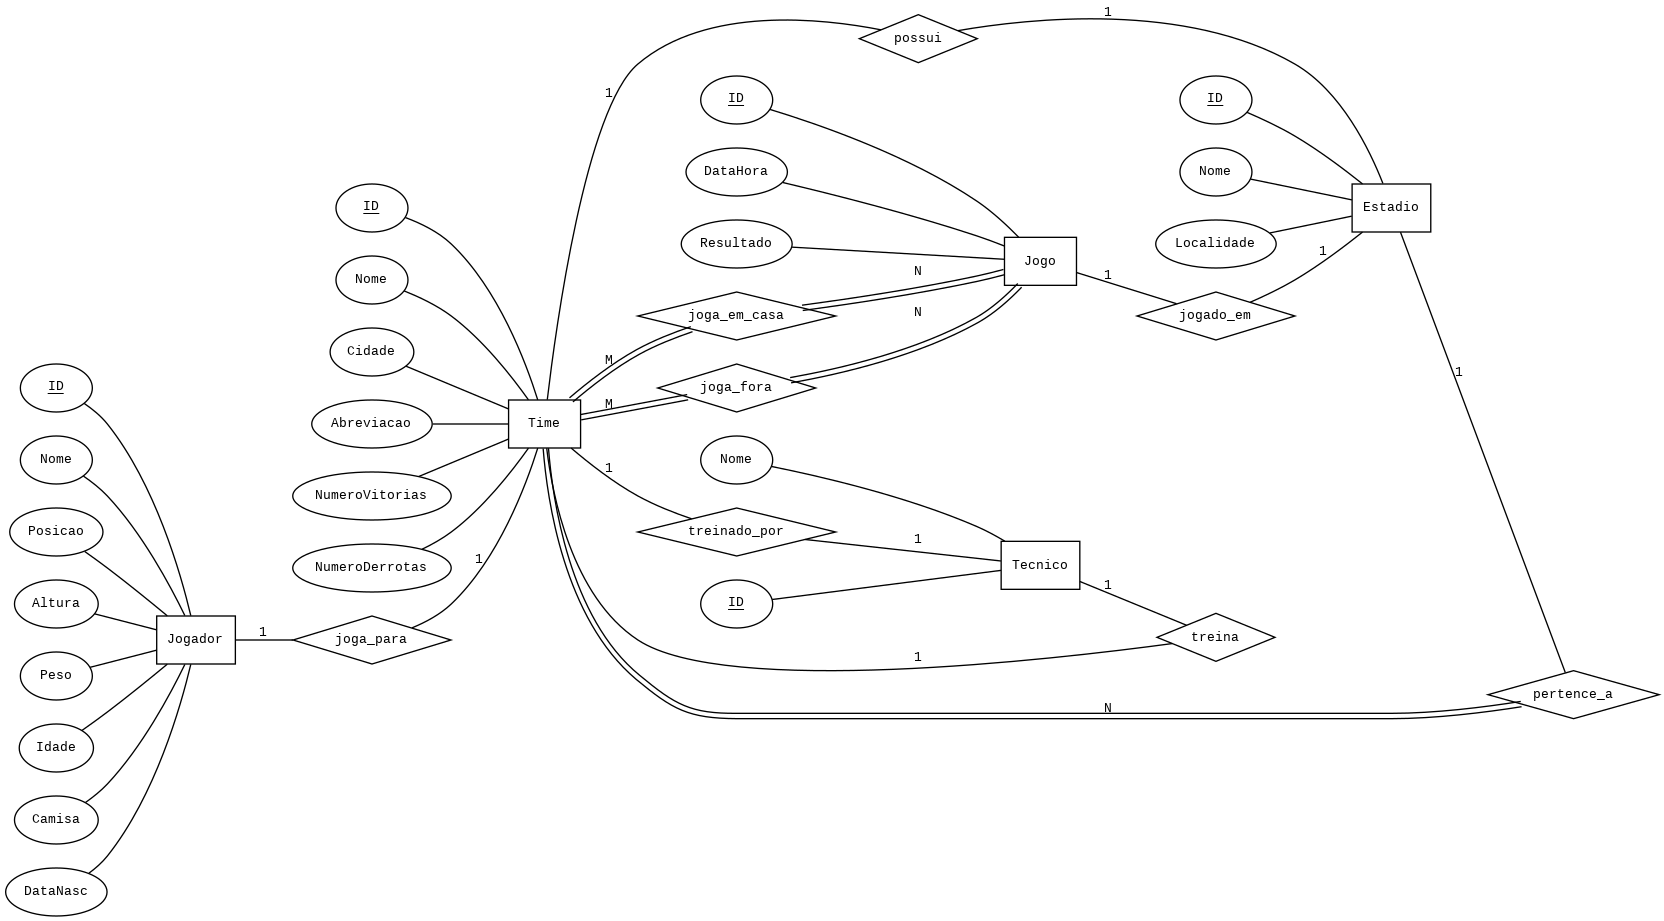 1
possui
1
ID
DataHora
Resultado
ID
Nome
Localidade
Estadio
Jogo
1
1
jogado_em
N
N
joga_em_casa
joga_fora
M
M
ID
Nome
Cidade
Abreviacao
NumeroVitorias
NumeroDerrotas
Time
1
1
Nome
treinado_por
ID
1
Tecnico
1
treina
1
N
1
pertence_a
ID
Nome
Posicao
Altura
Peso
Idade
Camisa
DataNasc
Jogador
1
joga_para